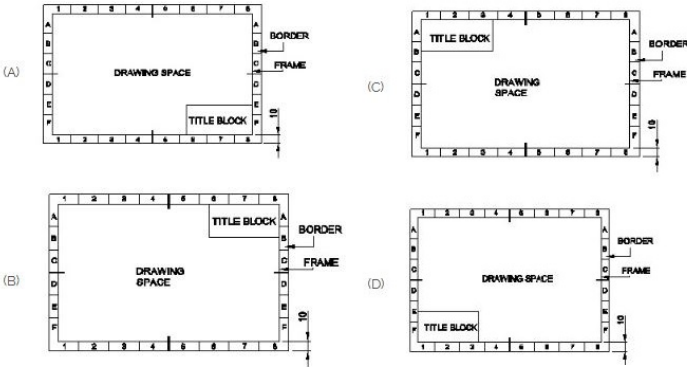 (A)
1 2 3 4 5 6 7 8
A
B
C
D
E
F
A
B
C
D
E
F
DRAWING SPACE
TITLE BLOCK
1 2 3 4 5 6 7 8
BORDER
FRAME
10
(C)
1 2 3 4 5 6 7 8
A
B
C
D
E
F
A
B
C
D
E
F
TITLE BLOCK
DRAWING
SPACE
1 2 3 4 5 6 7 8
BORDER
FRAME
10
(B)
1 2 3 4 5 6 7 8
A
B
C
D
E
F
A
B
C
D
E
F
TITLE BLOCK
DRAWING
SPACE
1 2 3 4 5 6 7 8
BORDER
FRAME
10
(D)
1 2 3 4 5 6 7 8
A
B
C
D
E
F
A
B
C
D
E
F
DRAWING SPACE
TITLE BLOCK
1 2 3 4 5 6 7 8
BORDER
FRAME
10